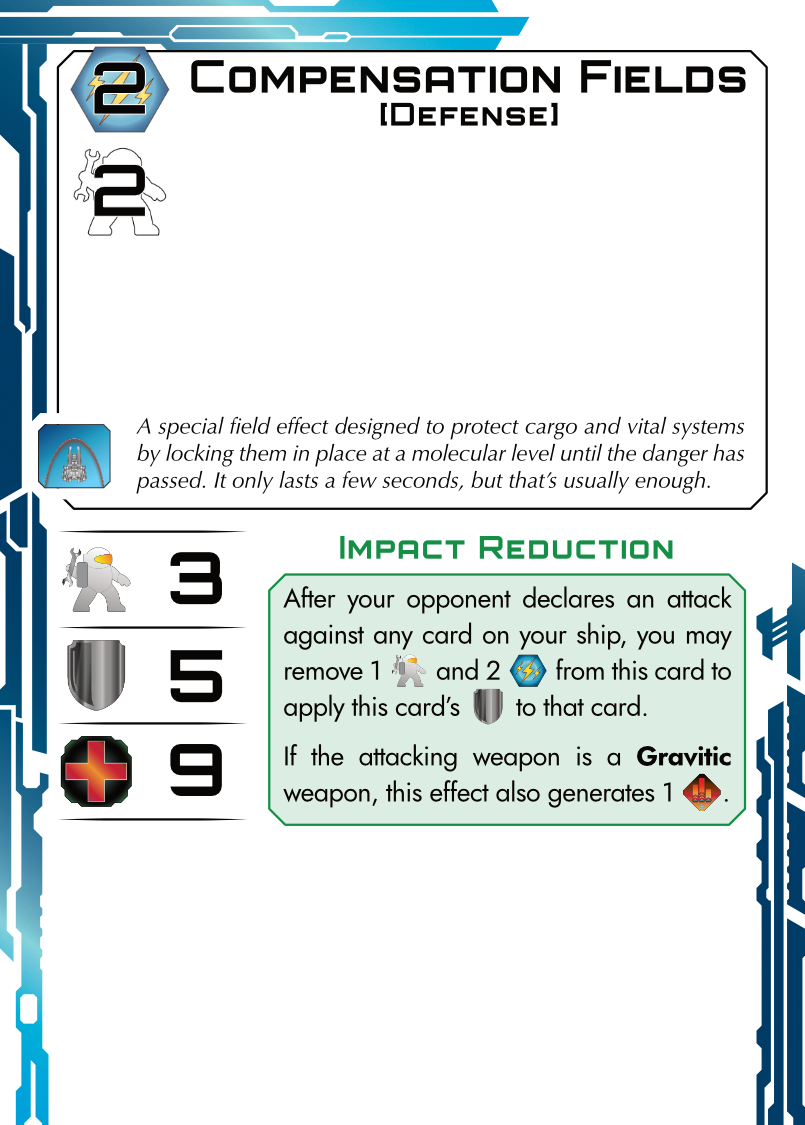 2
COMPENSATION FIELDS
[DEFENSE]
2
A special field effect designed to protect cargo and vital systems
by locking them in place at a molecular level until the danger has
passed. It only lasts a few seconds, but that's usually enough.
3
5
9
IMPACT REDUCTION
After your opponent declares an attack
against any card on your ship, you may
remove 1 and 2 from this card to
apply this card's to that card.
If the attacking weapon is a Gravitic
weapon, this effect also generates 1 .